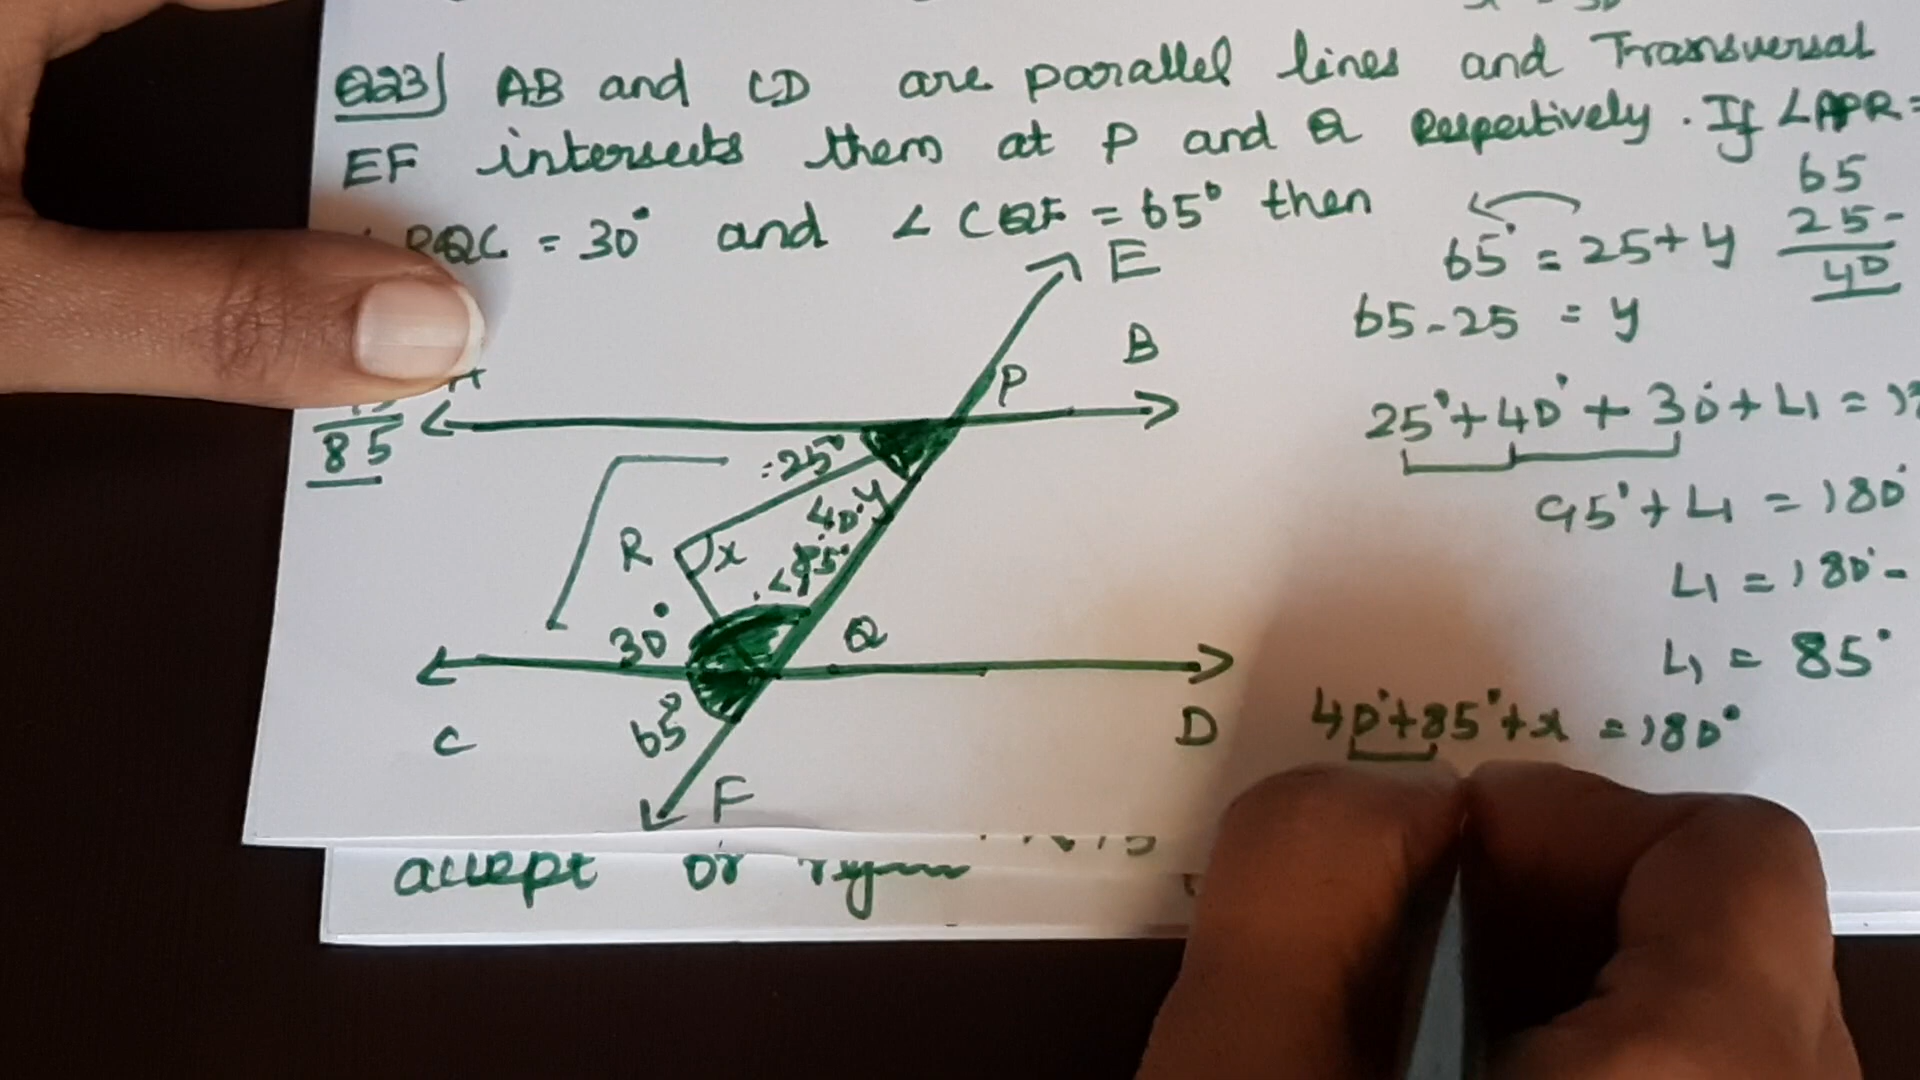 Q23) AB and CD are parallel lines and Transversal
EF intersects them at P and Q Respectively. If ∠APR=
RQC = 30° and ∠CQF = 65° then
65
25-
40
65° = 25+y
65-25 = y
25°+40°+30+∠1 =
95°+∠1 = 180°
∠1 = 180°-
∠1 = 85°
40°+85°+x = 180°
E
B
P
A
85
=25°
40° y
R
x
85°
30°
Q
65°
C
D
F
accept or